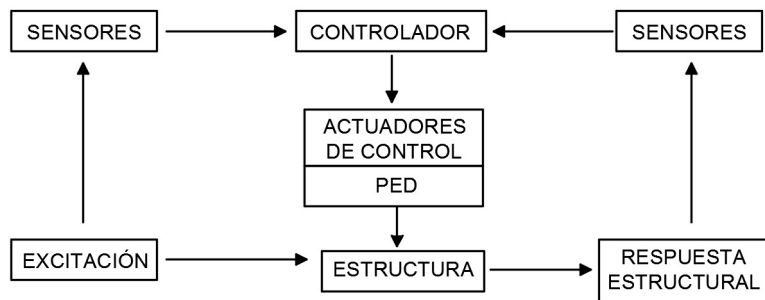 SENSORES
CONTROLADOR
SENSORES
ACTUADORES
DE CONTROL
PED
EXCITACIÓN
ESTRUCTURA
RESPUESTA
ESTRUCTURAL